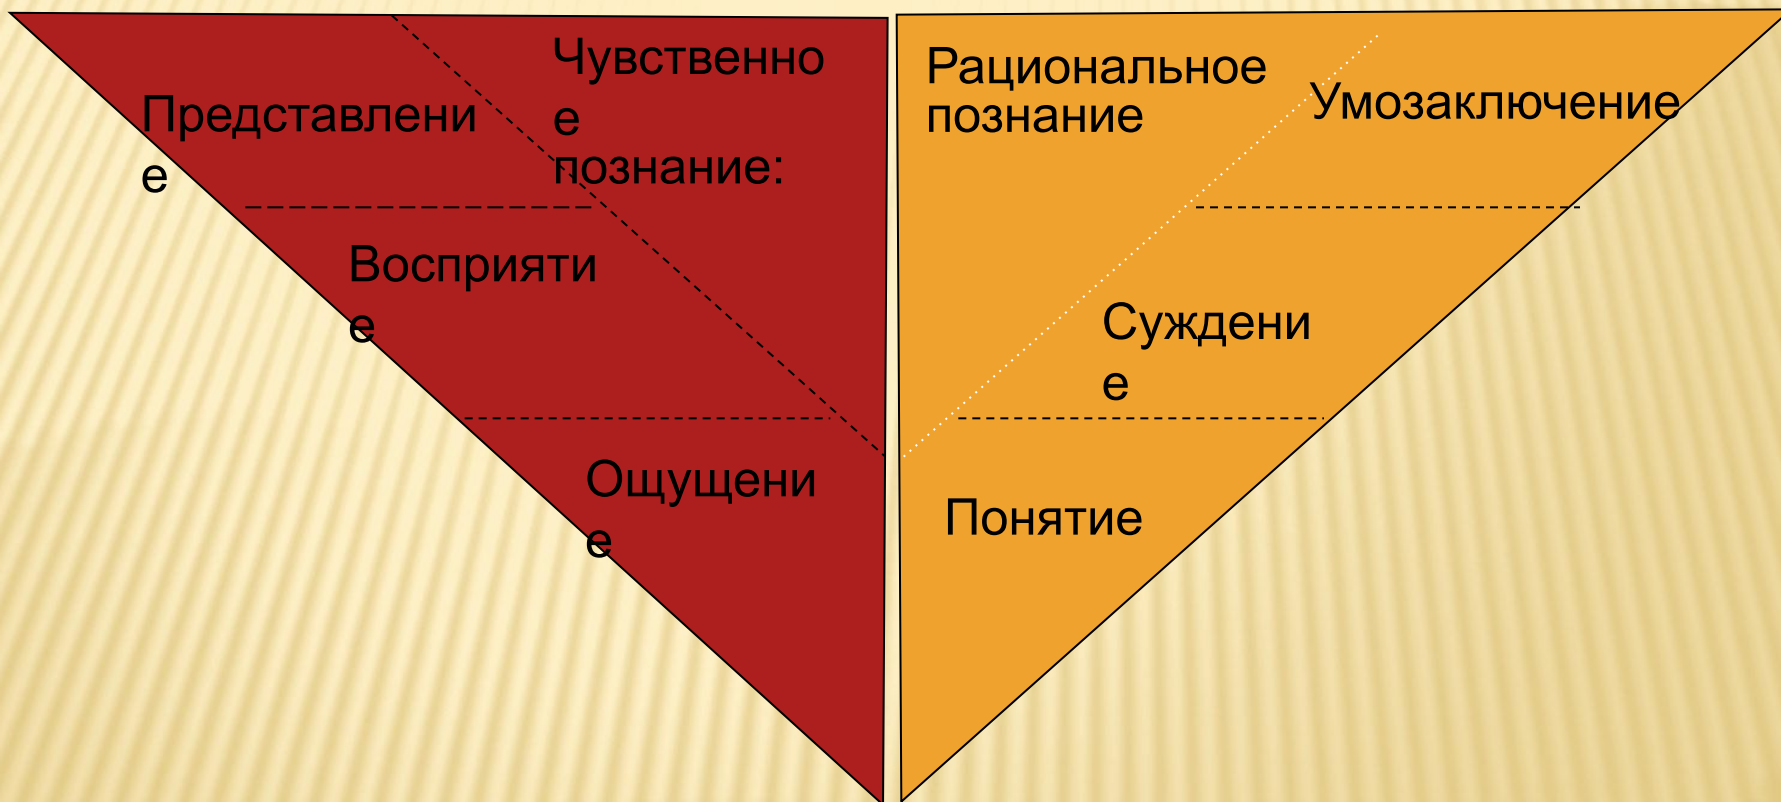 Чувственно
е
познание:
Представлени
е
Восприяти
е
Ощущени
е
Рациональное
познание
Умозаключение
Суждени
е
Понятие